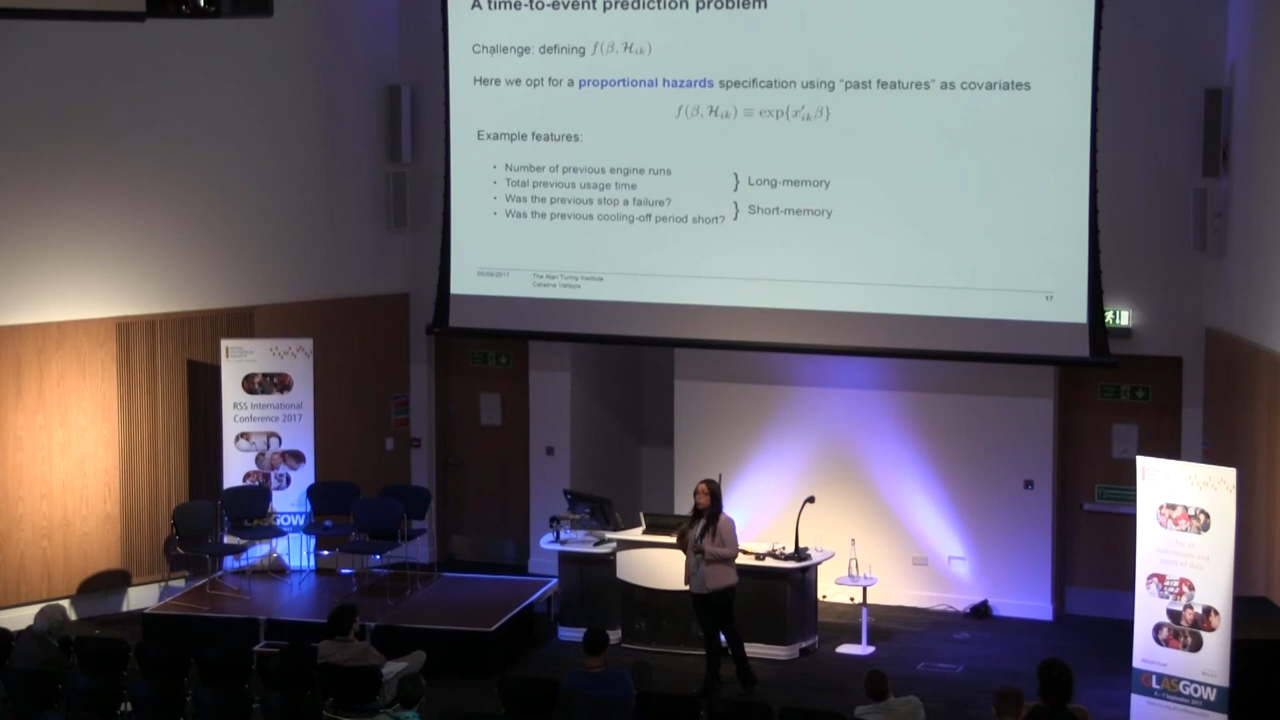 A time-to-event prediction problem
Challenge: defining f(β, ℋ_ik)
Here we opt for a proportional hazards specification using "past features" as covariates
f(β, ℋ_ik) ≡ exp{x′_ik β}
Example features:
• Number of previous engine runs
• Total previous usage time
} Long-memory
• Was the previous stop a failure?
• Was the previous cooling-off period short?
} Short-memory
05/09/2017
The Alan Turing Institute
Catalina Vallejos
17
RSS International
Conference 2017
GLASGOW
GLASGOW